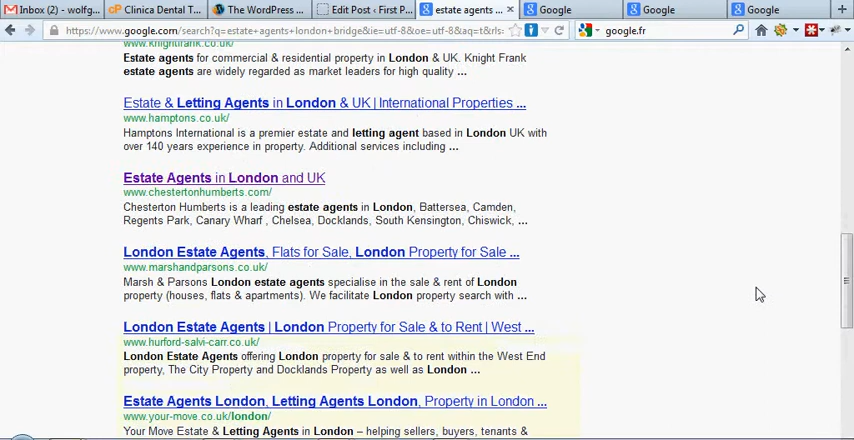 Inbox (2) - wolfg...
Clinica Dental T...
The WordPress ...
Edit Post ‹ First P...
estate agents ...
Google
Google
Google
https://www.google.com/search?q=estate+agents+london+bridge&ie=utf-8&oe=utf-8&aq=t&rls:
google.fr
www.knightfrank.co.uk/
Estate agents for commercial & residential property in London & UK. Knight Frank
estate agents are widely regarded as market leaders for high quality ...
Estate & Letting Agents in London & UK | International Properties ...
www.hamptons.co.uk/
Hamptons International is a premier estate and letting agent based in London UK with
over 140 years experience in property. Additional services including ...
Estate Agents in London and UK
www.chestertonhumberts.com/
Chesterton Humberts is a leading estate agents in London, Battersea, Camden,
Regents Park, Canary Wharf , Chelsea, Docklands, South Kensington, Chiswick, ...
London Estate Agents, Flats for Sale, London Property for Sale ...
www.marshandparsons.co.uk/
Marsh & Parsons London estate agents specialise in the sale & rent of London
property (houses, flats & apartments). We facilitate London property search with ...
London Estate Agents | London Property for Sale & to Rent | West ...
www.hurford-salvi-carr.co.uk/
London Estate Agents offering London property for sale & to rent within the West End
property, The City Property and Docklands Property as well as London ...
Estate Agents London, Letting Agents London, Property in London ...
www.your-move.co.uk/london/
Your Move Estate & Letting Agents in London – helping sellers, buyers, tenants &